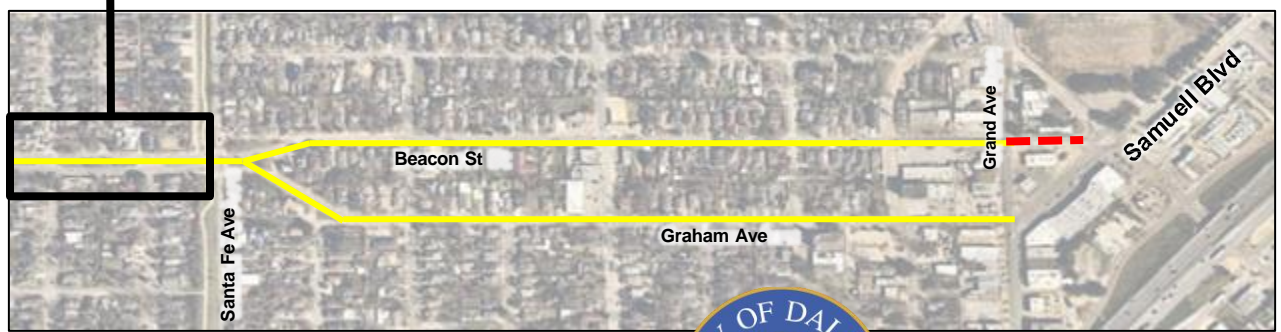 Samuell Blvd
Grand Ave
Beacon St
Graham Ave
Santa Fe Ave
OF DAL